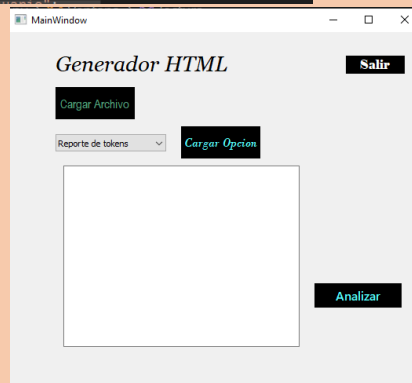 MainWindow
Generador HTML
Salir
Cargar Archivo
Reporte de tokens
Cargar Opcion
Analizar